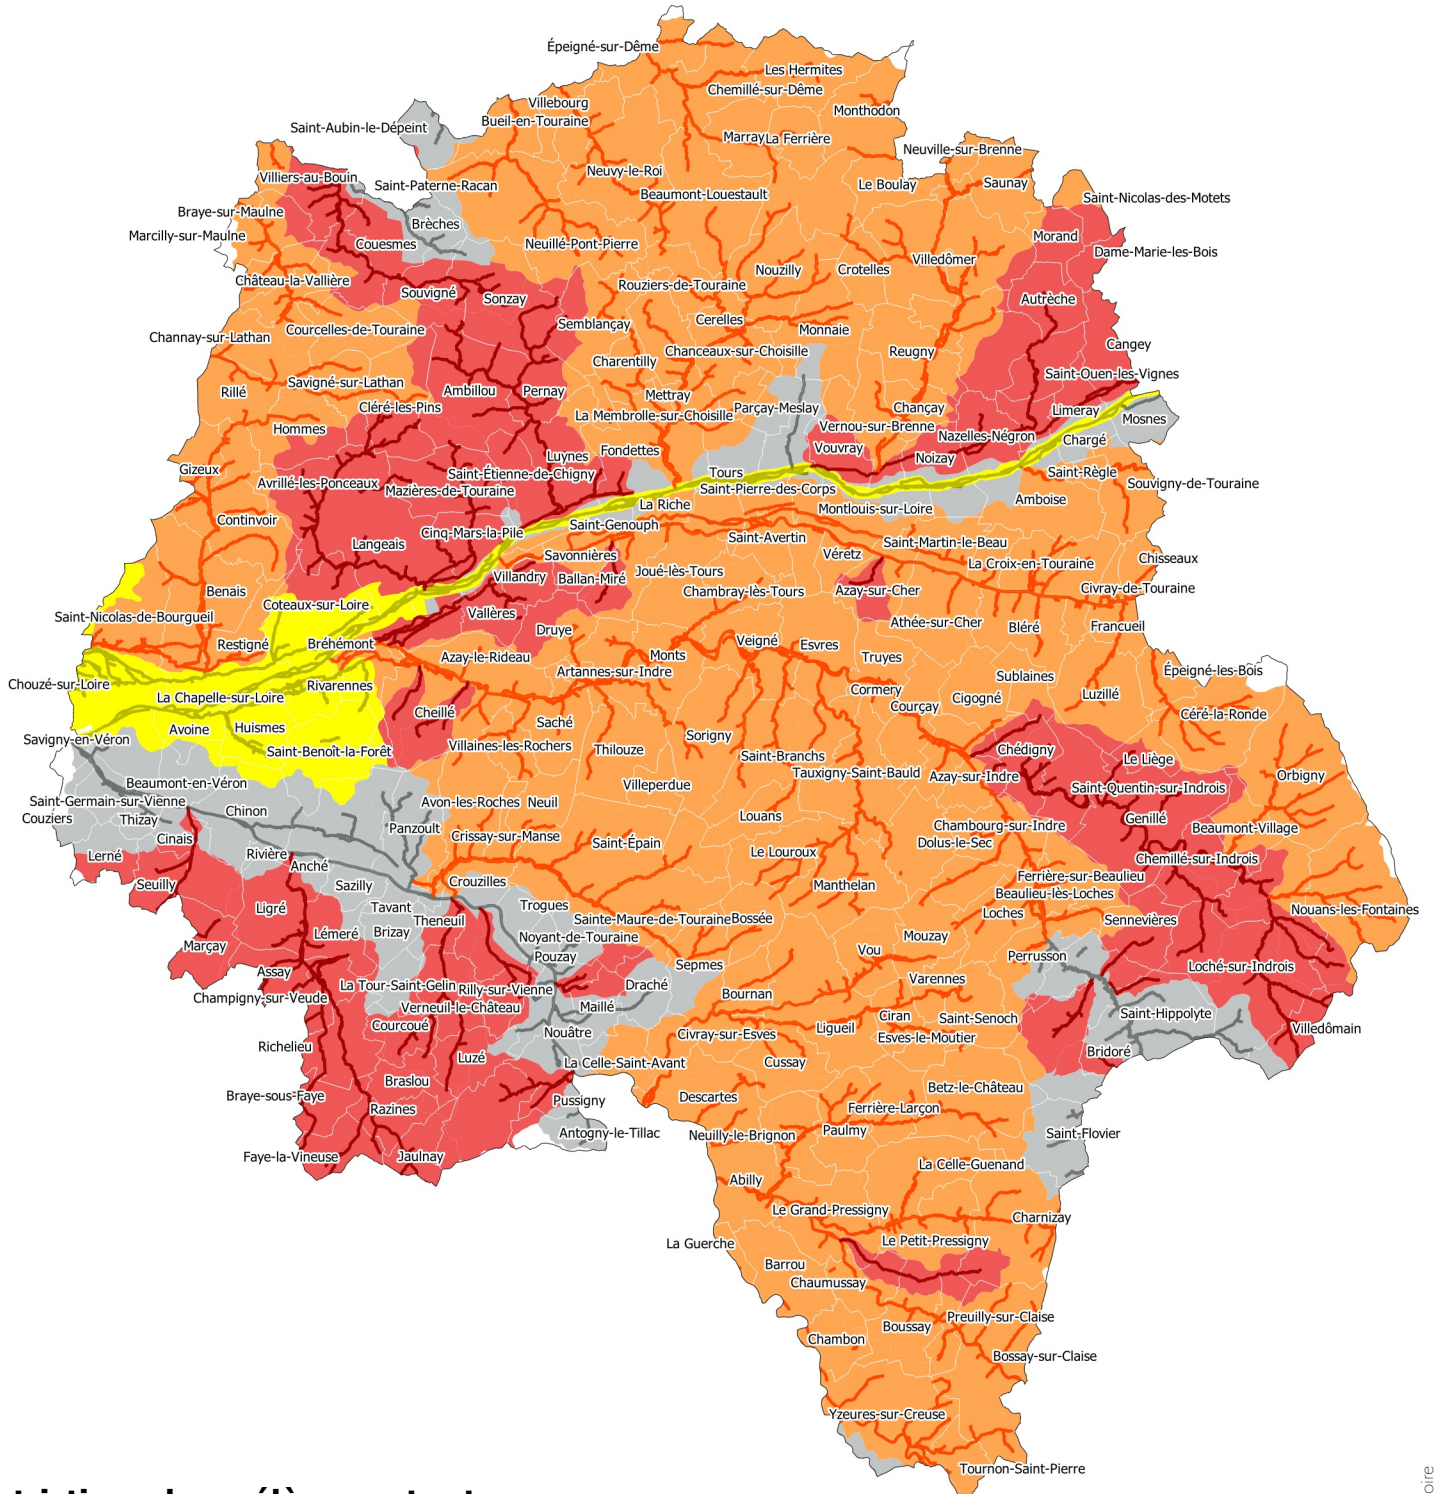 Épeigné-sur-Dême
Les Hermites
Chemillé-sur-Dême
Villebourg
Monthodon
Bueil-en-Touraine
Saint-Aubin-le-Dépeint
Marray
La Ferrière
Neuville-sur-Brenne
Neuvy-le-Roi
Villiers-au-Bouin
Saint-Paterne-Racan
Le Boulay
Saunay
Beaumont-Louestault
Saint-Nicolas-des-Motets
Braye-sur-Maulne
Brèches
Marcilly-sur-Maulne
Couesmes
Neuillé-Pont-Pierre
Morand
Dame-Marie-les-Bois
Villedômer
Nouzilly
Crotelles
Château-la-Vallière
Rouziers-de-Touraine
Souvigné
Sonzay
Autrèche
Cerelles
Semblançay
Courcelles-de-Touraine
Monnaie
Channay-sur-Lathan
Cangey
Chanceaux-sur-Choisille
Reugny
Charentilly
Saint-Ouen-les-Vignes
Savigné-sur-Lathan
Rillé
Ambillou
Pernay
Mettray
Cléré-les-Pins
Parçay-Meslay
Chançay
Limeray
La Membrolle-sur-Choisille
Mosnes
Vernou-sur-Brenne
Hommes
Nazelles-Négron
Chargé
Vouvray
Fondettes
Luynes
Noizay
Gizeux
Saint-Étienne-de-Chigny
Tours
Saint-Règle
Avrillé-les-Ponceaux
Souvigny-de-Touraine
Mazières-de-Touraine
Saint-Pierre-des-Corps
Amboise
La Riche
Montlouis-sur-Loire
Continvoir
Saint-Genouph
Cinq-Mars-la-Pile
Saint-Avertin
Langeais
Saint-Martin-le-Beau
Savonnières
Véretz
Chisseaux
La Croix-en-Touraine
Joué-lès-Tours
Villandry
Ballan-Miré
Civray-de-Touraine
Benais
Chambray-lès-Tours
Azay-sur-Cher
Coteaux-sur-Loire
Vallères
Saint-Nicolas-de-Bourgueil
Athée-sur-Cher
Bléré
Francueil
Druye
Restigné
Bréhémont
Veigné
Esvres
Azay-le-Rideau
Monts
Truyes
Artannes-sur-Indre
Épeigné-les-Bois
Sublaines
Chouzé-sur-Loire
Rivarennes
Cormery
Luzillé
La Chapelle-sur-Loire
Cigogné
Courçay
Cheillé
Céré-la-Ronde
Saché
Avoine
Huismes
Sorigny
Savigny-en-Véron
Villaines-les-Rochers
Thilouze
Chédigny
Saint-Benoît-la-Forêt
Saint-Branchs
Le Liège
Tauxigny-Saint-Bauld
Azay-sur-Indre
Orbigny
Beaumont-en-Véron
Villeperdue
Saint-Quentin-sur-Indrois
Saint-Germain-sur-Vienne
Avon-les-Roches
Neuil
Chinon
Louans
Couziers
Thizay
Genillé
Chambourg-sur-Indre
Beaumont-Village
Panzoult
Crissay-sur-Manse
Cinais
Saint-Épain
Dolus-le-Sec
Le Louroux
Lerné
Rivière
Anché
Chemillé-sur-Indrois
Ferrière-sur-Beaulieu
Seuilly
Sazilly
Crouzilles
Manthelan
Beaulieu-lès-Loches
Ligré
Tavant
Trogues
Loches
Nouans-les-Fontaines
Theneuil
Sainte-Maure-de-Touraine
Bossée
Sennevières
Lémeré
Brizay
Noyant-de-Touraine
Mouzay
Marçay
Vou
Perrusson
Pouzay
Sepmes
Loché-sur-Indrois
Assay
Varennes
La Tour-Saint-Gelin
Rilly-sur-Vienne
Draché
Bournan
Champigny-sur-Veude
Verneuil-le-Château
Maillé
Saint-Hippolyte
Ciran
Saint-Senoch
Courcoué
Ligueil
Villedômain
Nouâtre
Civray-sur-Esves
Esves-le-Moutier
Richelieu
Bridoré
Luzé
La Celle-Saint-Avant
Cussay
Braslou
Betz-le-Château
Braye-sous-Faye
Descartes
Pussigny
Razines
Ferrière-Larçon
Antogny-le-Tillac
Neuilly-le-Brignon
Paulmy
Saint-Flovier
Faye-la-Vineuse
Jaulnay
La Celle-Guenand
Abilly
Le Grand-Pressigny
Charnizay
La Guerche
Le Petit-Pressigny
Barrou
Chaumussay
Preuilly-sur-Claise
Boussay
Chambon
Bossay-sur-Claise
Yzeures-sur-Creuse
Tournon-Saint-Pierre
oire